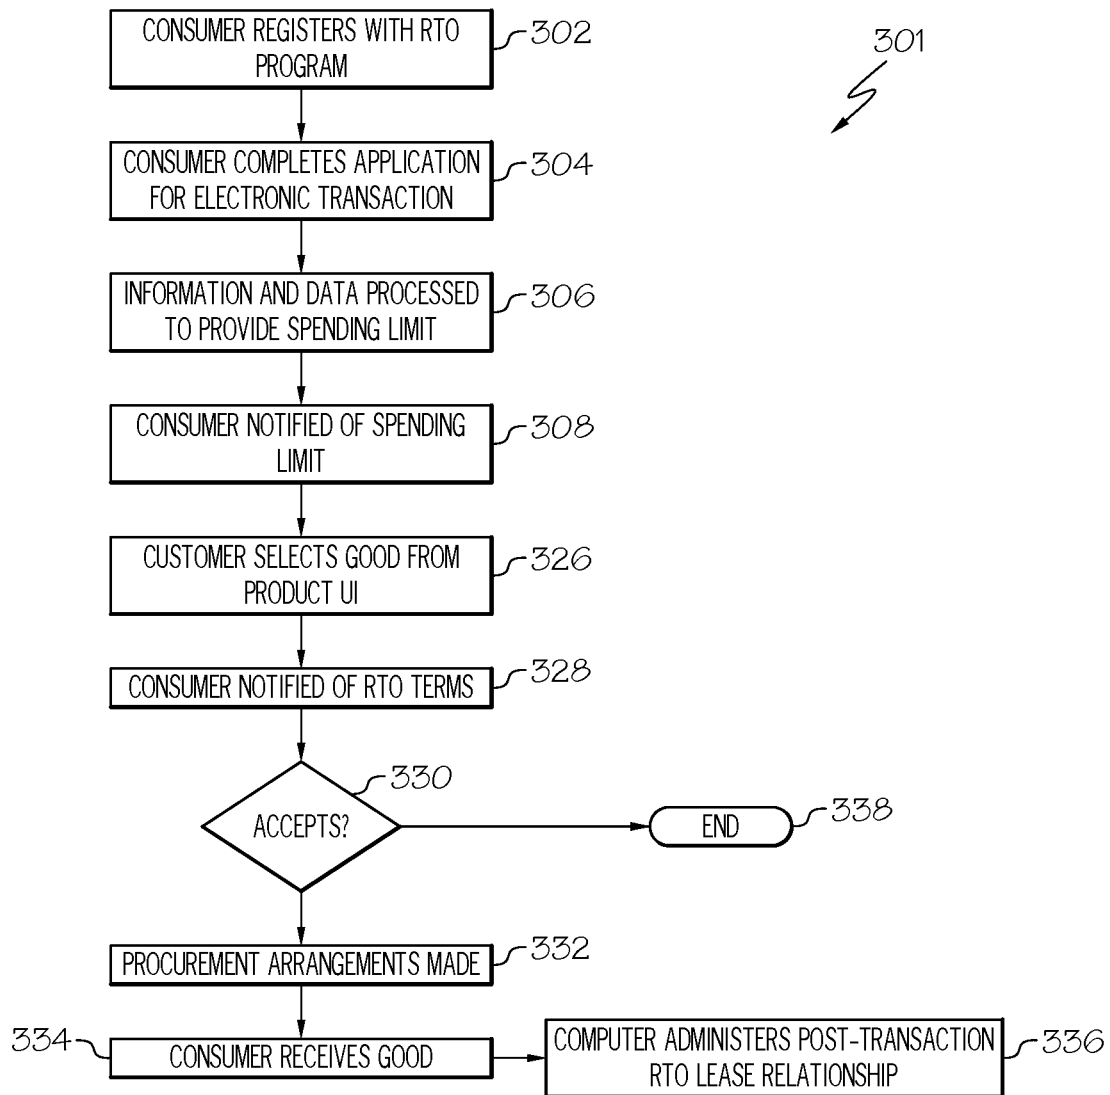 CONSUMER REGISTERS WITH RTO
PROGRAM
302
301
CONSUMER COMPLETES APPLICATION
FOR ELECTRONIC TRANSACTION
304
INFORMATION AND DATA PROCESSED
TO PROVIDE SPENDING LIMIT
306
CONSUMER NOTIFIED OF SPENDING
LIMIT
308
CUSTOMER SELECTS GOOD FROM
PRODUCT UI
326
CONSUMER NOTIFIED OF RTO TERMS
328
330
ACCEPTS?
END
338
PROCUREMENT ARRANGEMENTS MADE
332
334
CONSUMER RECEIVES GOOD
COMPUTER ADMINISTERS POST-TRANSACTION
RTO LEASE RELATIONSHIP
336